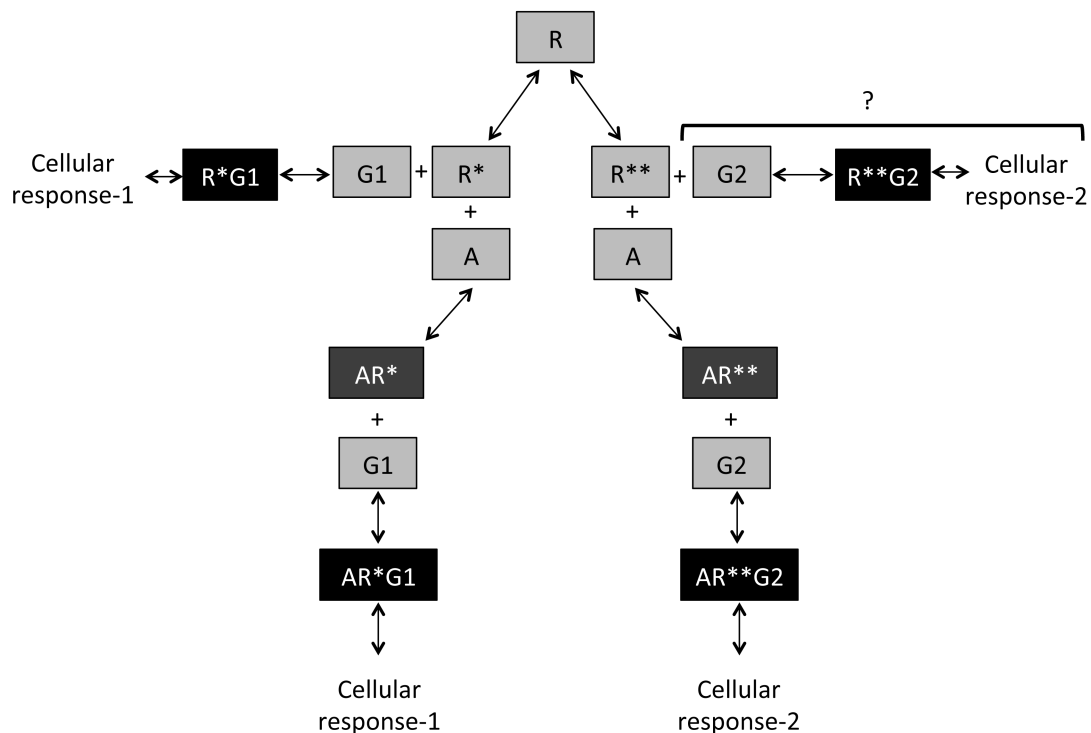 R
?
Cellular
response-1
R*G1
G1
+
R*
R**
+
G2
R**G2
Cellular
response-2
+
+
A
A
AR*
AR**
+
+
G1
G2
AR*G1
AR**G2
Cellular
response-1
Cellular
response-2